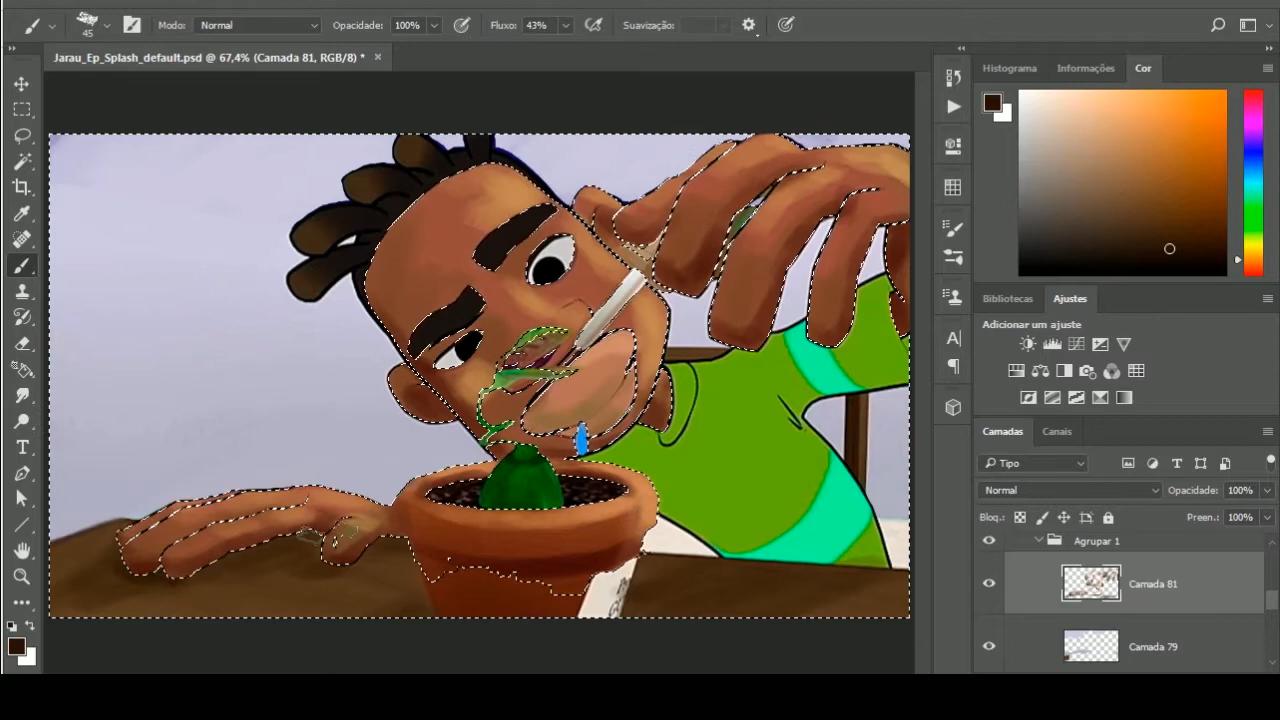 45 Modo: Normal Opacidade: 100% Fluxo: 43% Suavização:
Jarau_Ep_Splash_default.psd @ 67,4% (Camada 81, RGB/8) * ×
Histograma Informações Cor
Bibliotecas Ajustes
Adicionar um ajuste
Camadas Canais
Tipo
Normal Opacidade: 100%
Bloq.: Preen.: 100%
Agrupar 1
Camada 81
Camada 79